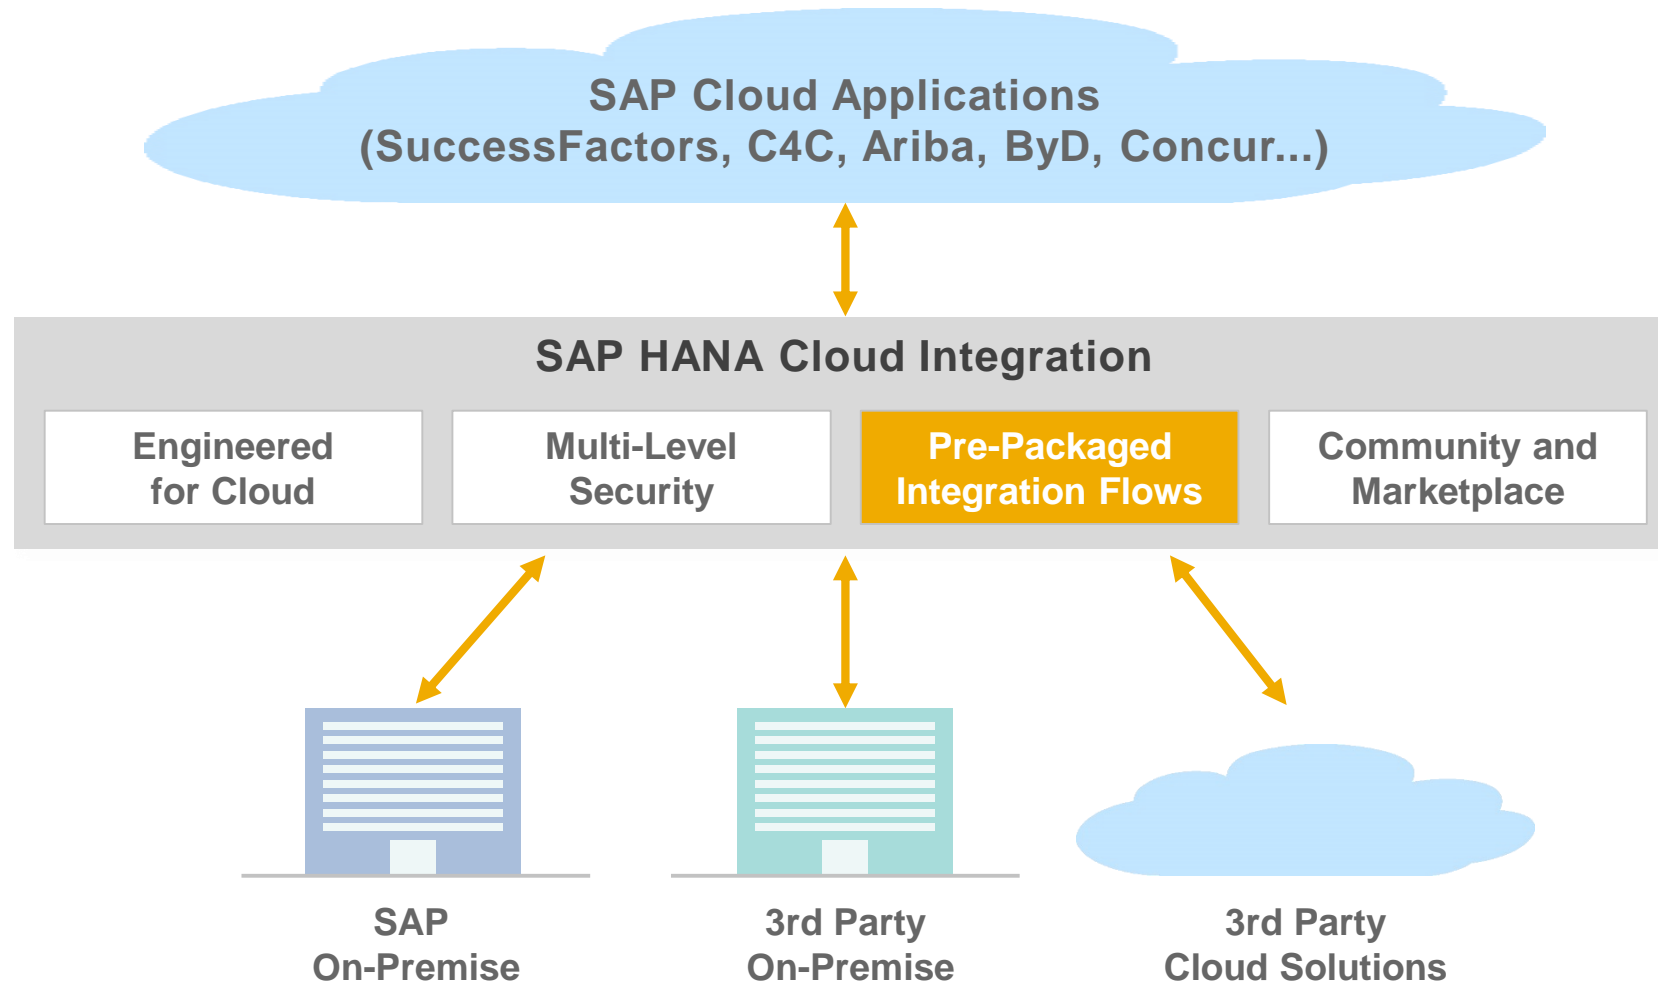 SAP Cloud Applications
(SuccessFactors, C4C, Ariba, ByD, Concur...)
SAP HANA Cloud Integration
Engineered
for Cloud
Multi-Level
Security
Pre-Packaged
Integration Flows
Community and
Marketplace
SAP
On-Premise
3rd Party
On-Premise
3rd Party
Cloud Solutions